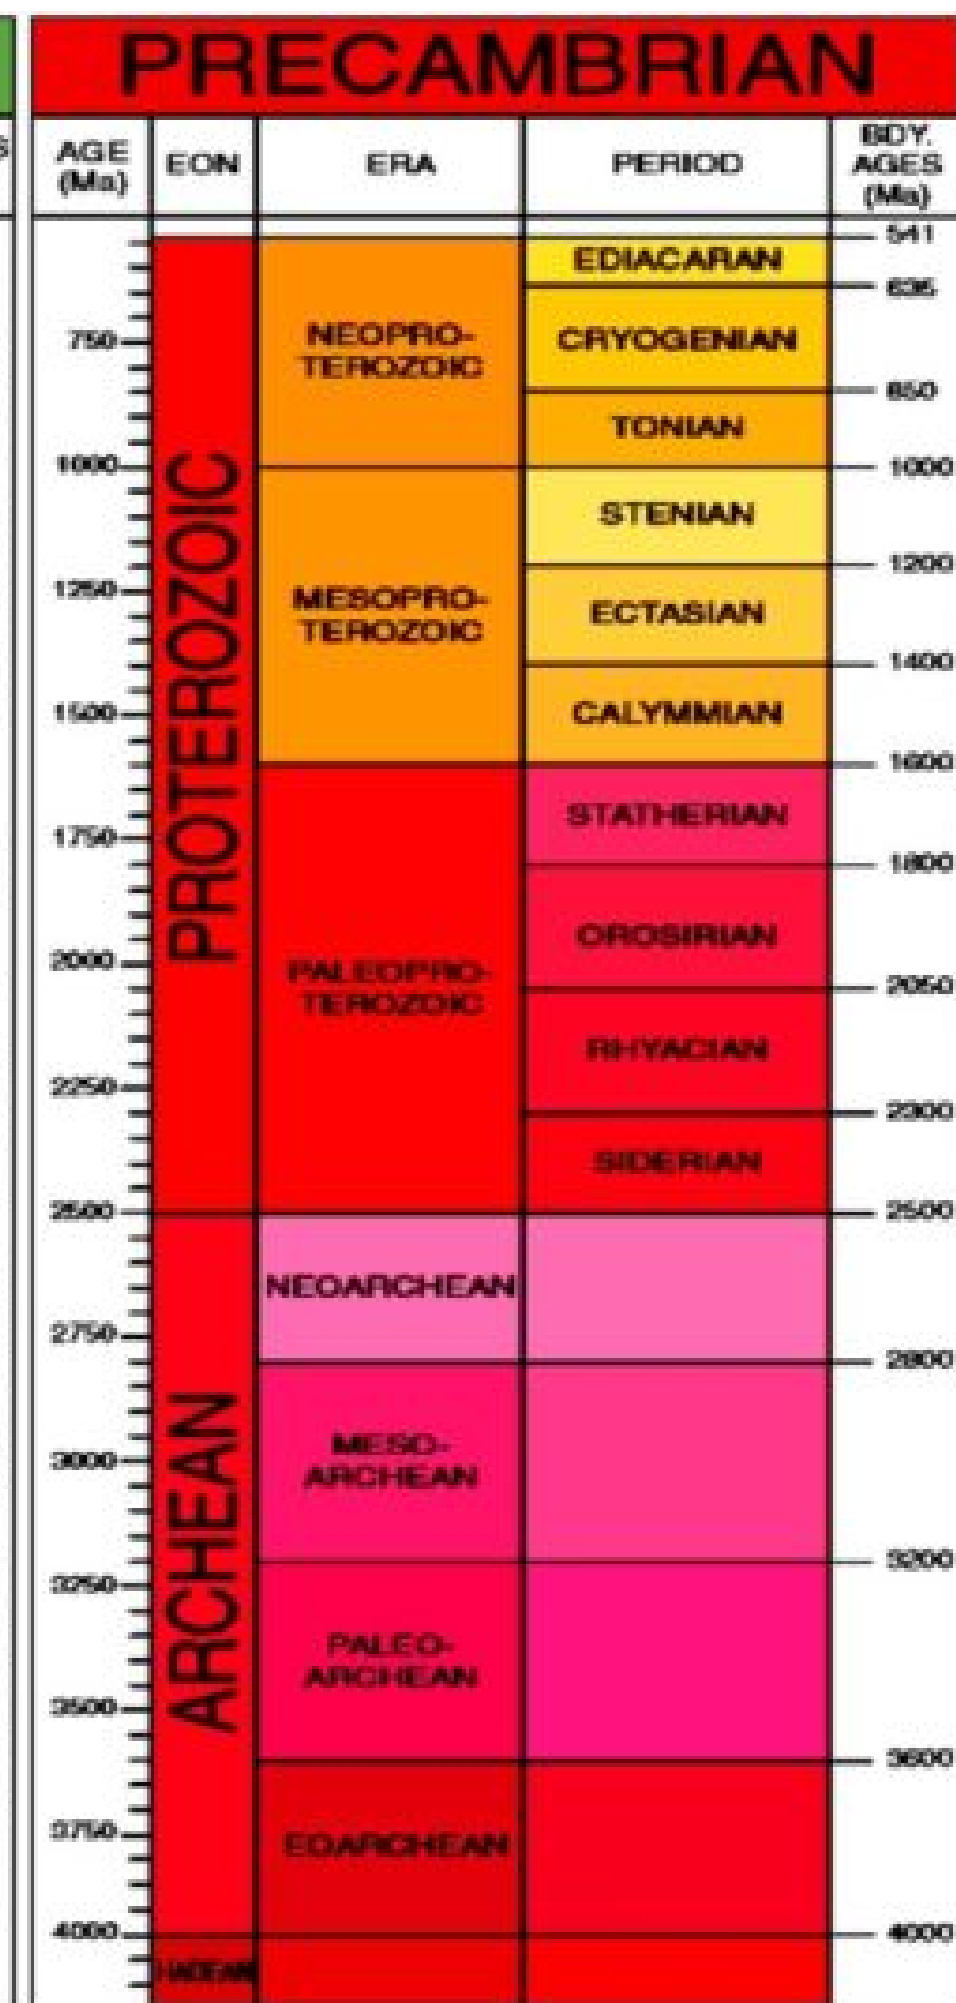 PRECAMBRIAN
S
AGE
(Ma)
EON
ERA
PERIOD
BDY.
AGES
(Ma)
541
EDIACARAN
635
750
NEOPRO-
TEROZOIC
CRYOGENIAN
850
TONIAN
1000
1000
STENIAN
1200
1250
MESOPRO-
TEROZOIC
ECTASIAN
1400
1500
CALYMMIAN
1600
PROTEROZOIC
STATHERIAN
1750
1800
OROSIRIAN
2000
PALEOPRO-
TEROZOIC
2050
RHYACIAN
2250
2300
SIDERIAN
2500
2500
NEOARCHEAN
2750
2800
ARCHEAN
MESO-
ARCHEAN
3000
3200
3250
PALEO-
ARCHEAN
3500
3600
3750
EOARCHEAN
4000
4000
HADEAN